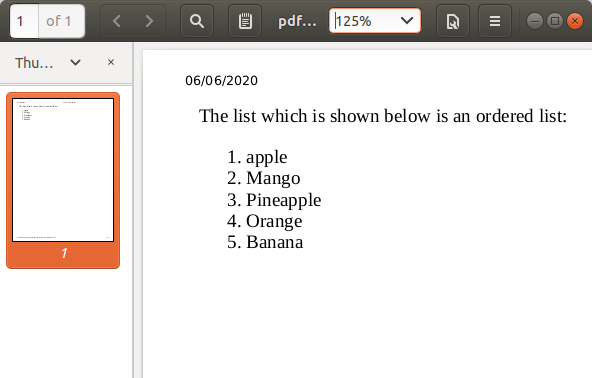 1 of 1 pdf... 125%
Thu...
1
06/06/2020
The list which is shown below is an ordered list:
1. apple
2. Mango
3. Pineapple
4. Orange
5. Banana